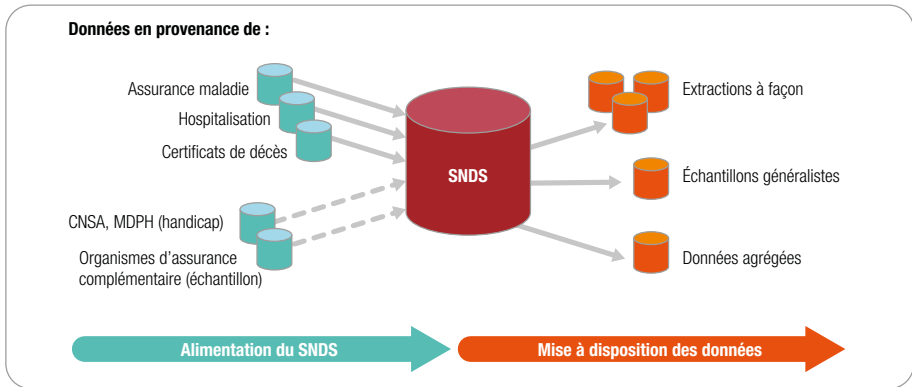 Données en provenance de :
Assurance maladie
Hospitalisation
Certificats de décès
CNSA, MDPH (handicap)
Organismes d’assurance
complémentaire (échantillon)
SNDS
Extractions à façon
Échantillons généralistes
Données agrégées
Alimentation du SNDS
Mise à disposition des données